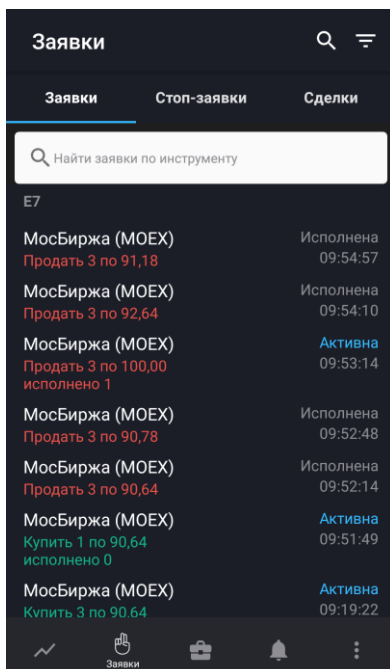 Заявки
Заявки Стоп-заявки Сделки
Найти заявки по инструменту
E7
МосБиржа (MOEX) Исполнена
Продать 3 по 91,18 09:54:57
МосБиржа (MOEX) Исполнена
Продать 3 по 92,64 09:54:10
МосБиржа (MOEX) Активна
Продать 3 по 100,00 09:53:14
исполнено 1
МосБиржа (MOEX) Исполнена
Продать 3 по 90,78 09:52:48
МосБиржа (MOEX) Исполнена
Продать 3 по 90,64 09:52:14
МосБиржа (MOEX) Активна
Купить 1 по 90,64 09:51:49
исполнено 0
МосБиржа (MOEX) Активна
Купить 3 по 90,64 09:19:22
Заявки